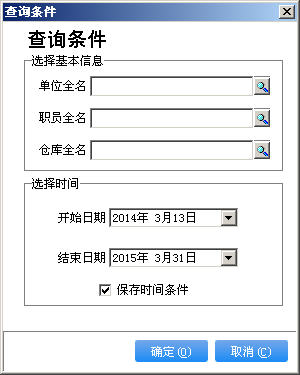 查询条件
查询条件
选择基本信息
单位全名
职员全名
仓库全名
选择时间
开始日期 2014年 3月13日
结束日期 2015年 3月31日
保存时间条件
确定(O) 取消(C)